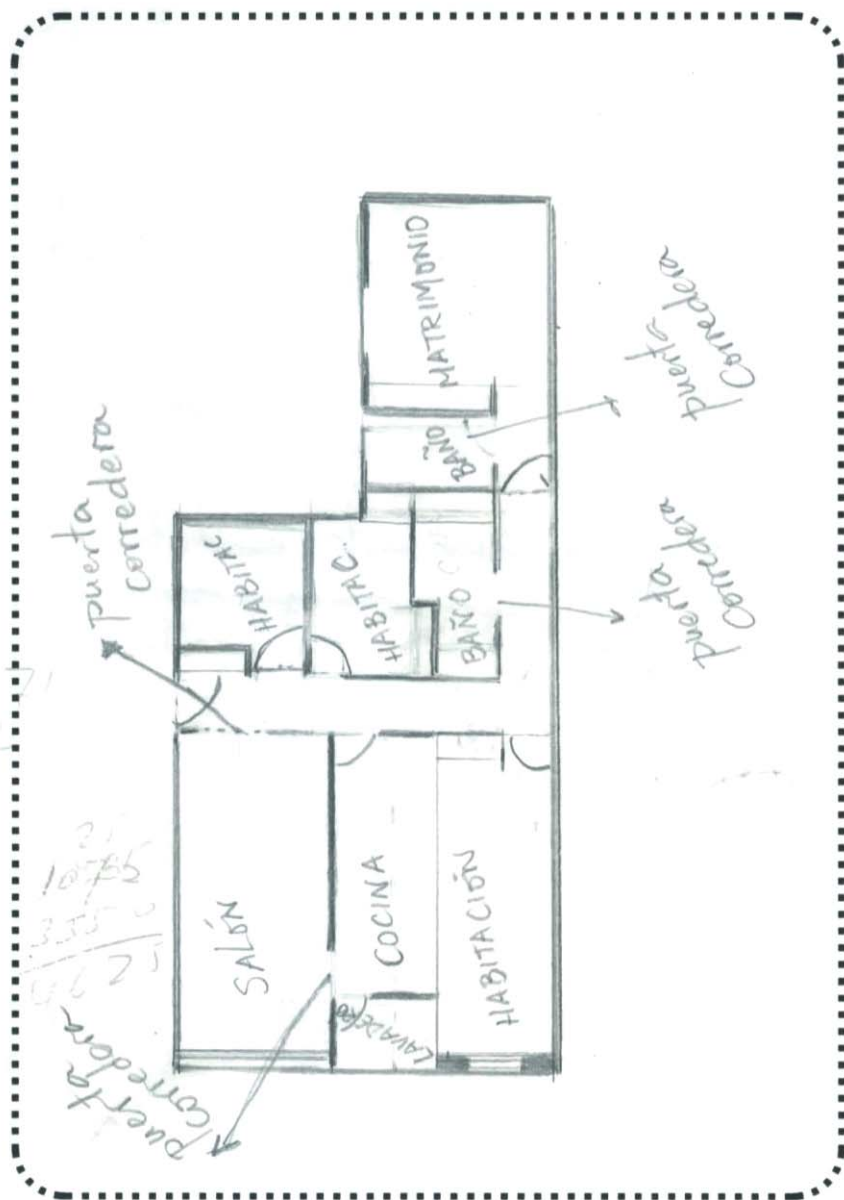 MATRIMONIO
puerta
Corredera
BAÑO
puerta
corredera
HABITAC
HABITAC.
BAÑO
puerta
Corredera
SALÓN
COCINA
HABITACIÓN
LAVADERO
puerta
Corredera